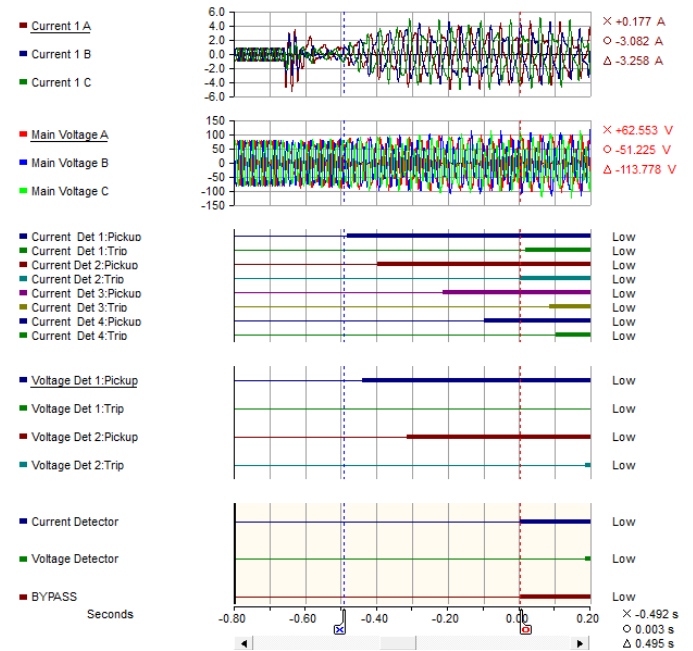 6.0
Current 1 A
4.0
× +0.177 A
2.0
Current 1 B
0.0
○ -3.082 A
-2.0
Current 1 C
-4.0
△ -3.258 A
-6.0
150
Main Voltage A
100
× +62.553 V
50
Main Voltage B
0
○ -51.225 V
-50
Main Voltage C
-100
△ -113.778 V
-150
Current Det 1:Pickup Low
Current Det 1:Trip Low
Current Det 2:Pickup Low
Current Det 2:Trip Low
Current Det 3:Pickup Low
Current Det 3:Trip Low
Current Det 4:Pickup Low
Current Det 4:Trip Low
Voltage Det 1:Pickup Low
Voltage Det 1:Trip Low
Voltage Det 2:Pickup Low
Voltage Det 2:Trip Low
Current Detector Low
Voltage Detector Low
BYPASS Low
Seconds -0.80 -0.60 -0.40 -0.20 0.00 0.20 × -0.492 s
○ 0.003 s
△ 0.495 s